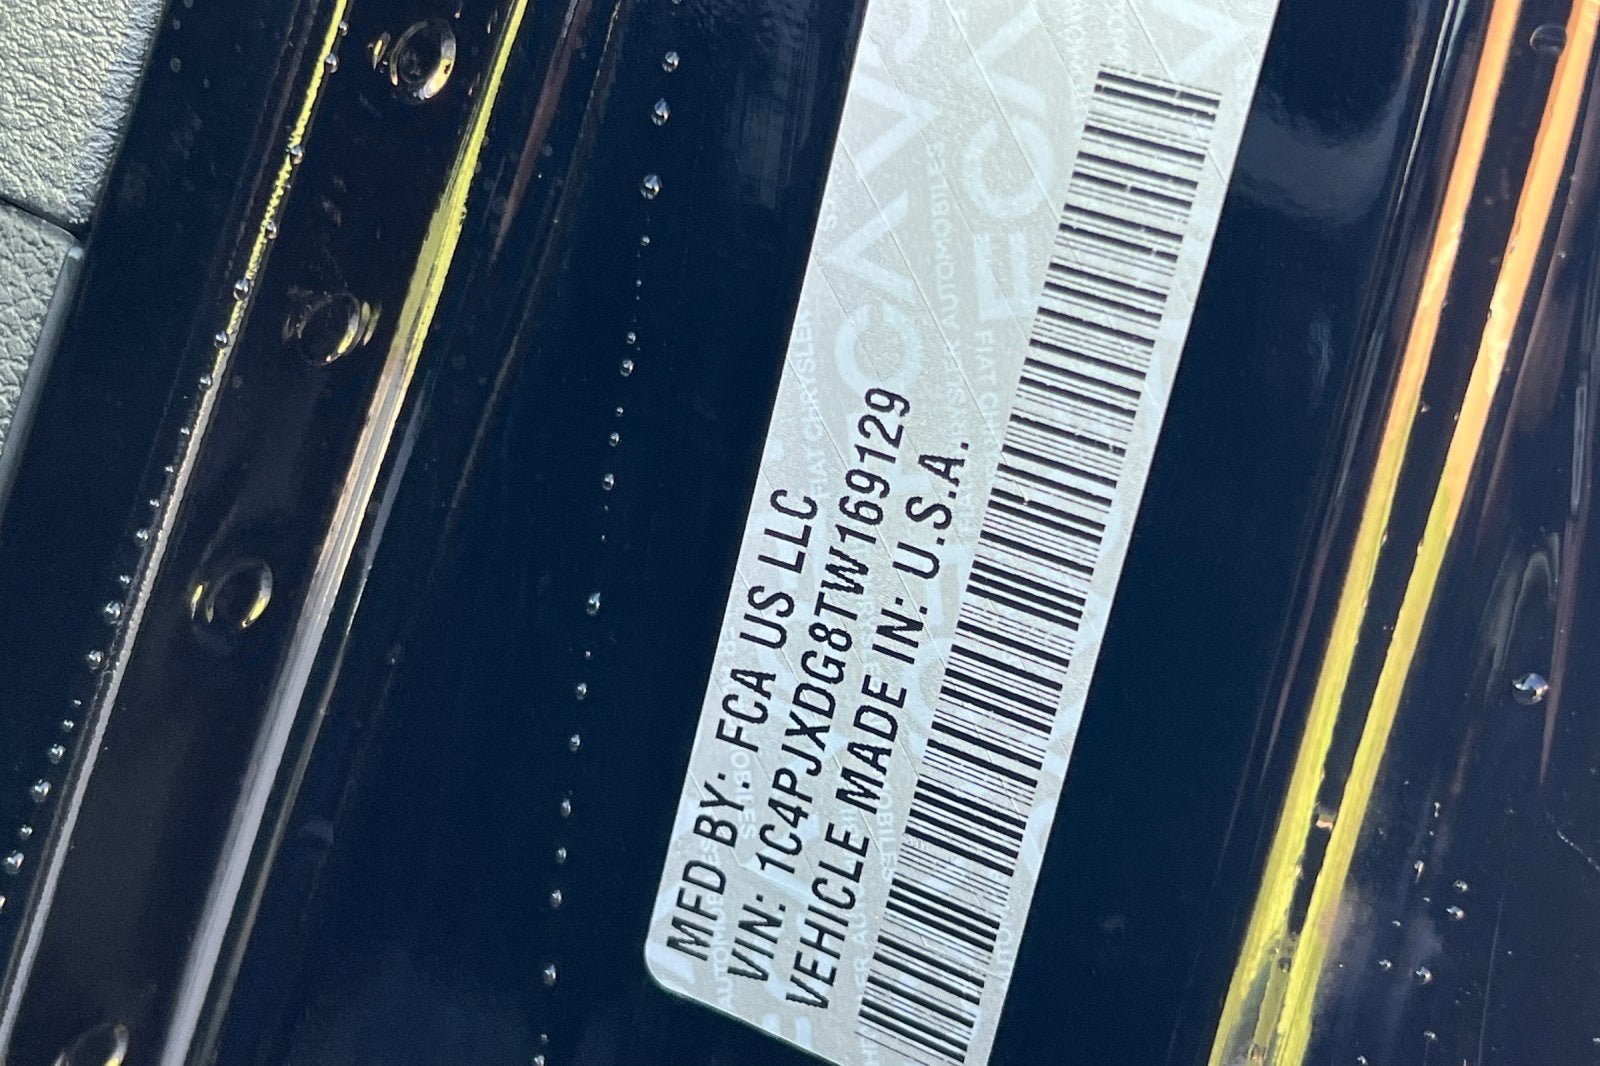 MFD BY: FCA US LLC
VIN: 1C4PJXDG8TW169129
VEHICLE MADE IN: U.S.A.